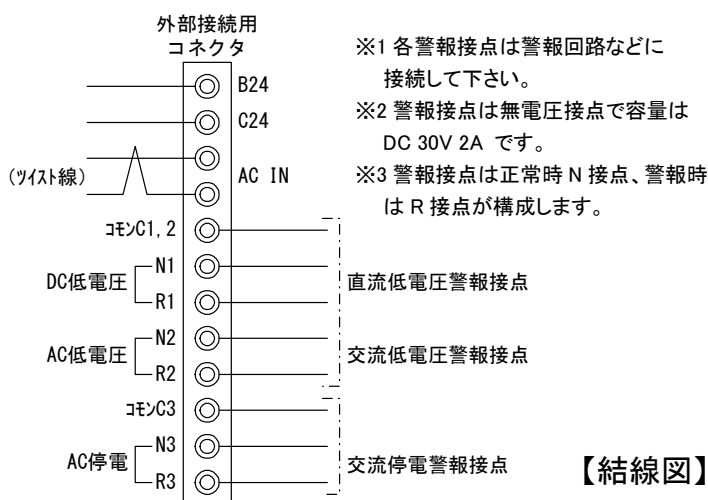 外部接続用
コネクタ
B24
C24
(ツイスト線)
AC IN
コモンC1,2
DC低電圧
N1
R1
直流低電圧警報接点
AC低電圧
N2
R2
交流低電圧警報接点
コモンC3
AC停電
N3
R3
交流停電警報接点
※1 各警報接点は警報回路などに
接続して下さい。
※2 警報接点は無電圧接点で容量は
DC 30V 2A です。
※3 警報接点は正常時 N 接点、警報時
は R 接点が構成します。
【結線図】